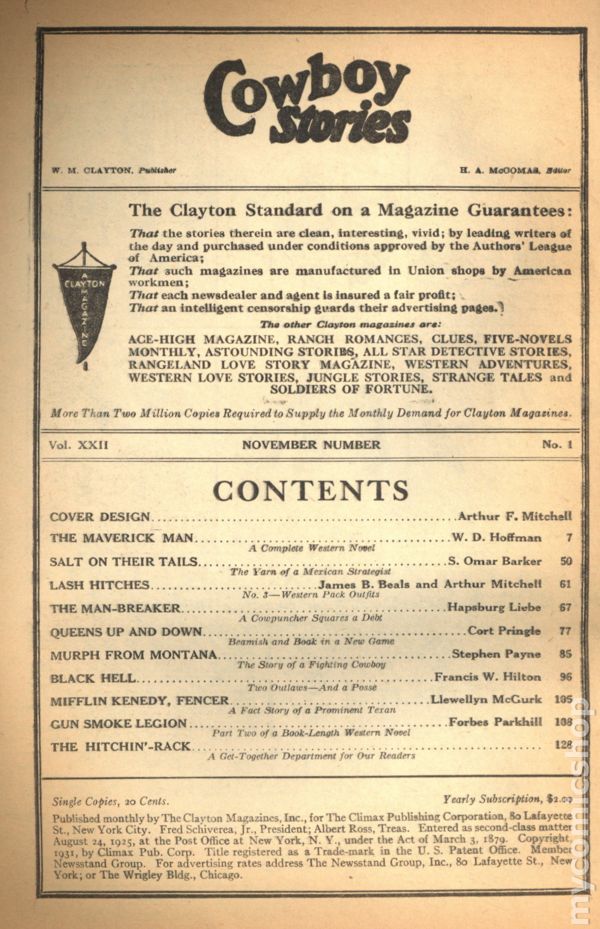 Cowboy
Stories
W. M. CLAYTON, Publisher H. A. McCOMAS, Editor
The Clayton Standard on a Magazine Guarantees:
That the stories therein are clean, interesting, vivid; by leading writers of
the day and purchased under conditions approved by the Authors' League
of America;
That such magazines are manufactured in Union shops by American
workmen;
That each newsdealer and agent is insured a fair profit;
That an intelligent censorship guards their advertising pages.
A
CLAYTON
MAGAZINE
The other Clayton magazines are:
ACE-HIGH MAGAZINE, RANCH ROMANCES, CLUES, FIVE-NOVELS
MONTHLY, ASTOUNDING STORIES, ALL STAR DETECTIVE STORIES,
RANGELAND LOVE STORY MAGAZINE, WESTERN ADVENTURES,
WESTERN LOVE STORIES, JUNGLE STORIES, STRANGE TALES and
SOLDIERS OF FORTUNE.
More Than Two Million Copies Required to Supply the Monthly Demand for Clayton Magazines.
Vol. XXII NOVEMBER NUMBER No. 1
CONTENTS
COVER DESIGN Arthur F. Mitchell
THE MAVERICK MAN W. D. Hoffman 7
A Complete Western Novel
SALT ON THEIR TAILS S. Omar Barker 50
The Yarn of a Mexican Strategist
LASH HITCHES James B. Beals and Arthur Mitchell 61
No. 3—Western Pack Outfits
THE MAN-BREAKER Hapsburg Liebe 67
A Cowpuncher Squares a Debt
QUEENS UP AND DOWN Cort Pringle 77
Beamish and Boak in a New Game
MURPH FROM MONTANA Stephen Payne 85
The Story of a Fighting Cowboy
BLACK HELL Francis W. Hilton 96
Two Outlaws—And a Posse
MIFFLIN KENEDY, FENCER Llewellyn McGurk 105
A Fact Story of a Prominent Texan
GUN SMOKE LEGION Forbes Parkhill 108
Part Two of a Book-Length Western Novel
THE HITCHIN'-RACK 128
A Get-Together Department for Our Readers
Single Copies, 20 Cents. Yearly Subscription, $2.00
Published monthly by The Clayton Magazines, Inc., for The Climax Publishing Corporation, 80 Lafayette
St., New York City. Fred Schiverea, Jr., President; Albert Ross, Treas. Entered as second-class matter
August 24, 1925, at the Post Office at New York, N. Y., under the Act of March 3, 1879. Copyright,
1931, by Climax Pub. Corp. Title registered as a Trade-mark in the U. S. Patent Office. Member
Newsstand Group. For advertising rates address The Newsstand Group, Inc., 80 Lafayette St., New
York; or The Wrigley Bldg., Chicago.
mycomicshop